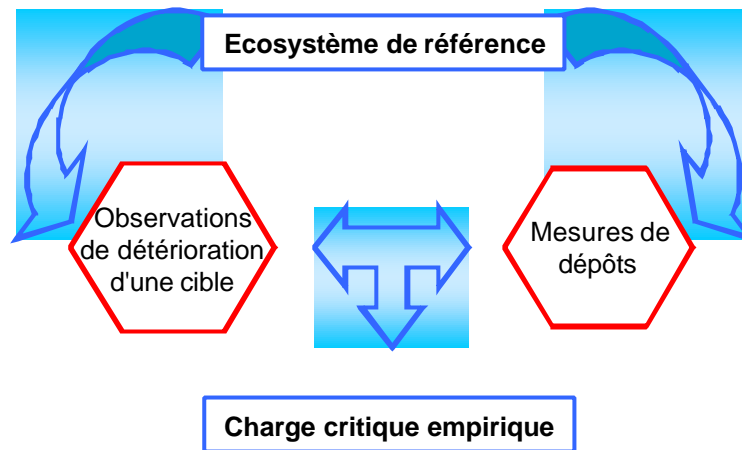 Ecosystème de référence
Observations
de détérioration
d'une cible
Mesures de
dépôts
Charge critique empirique